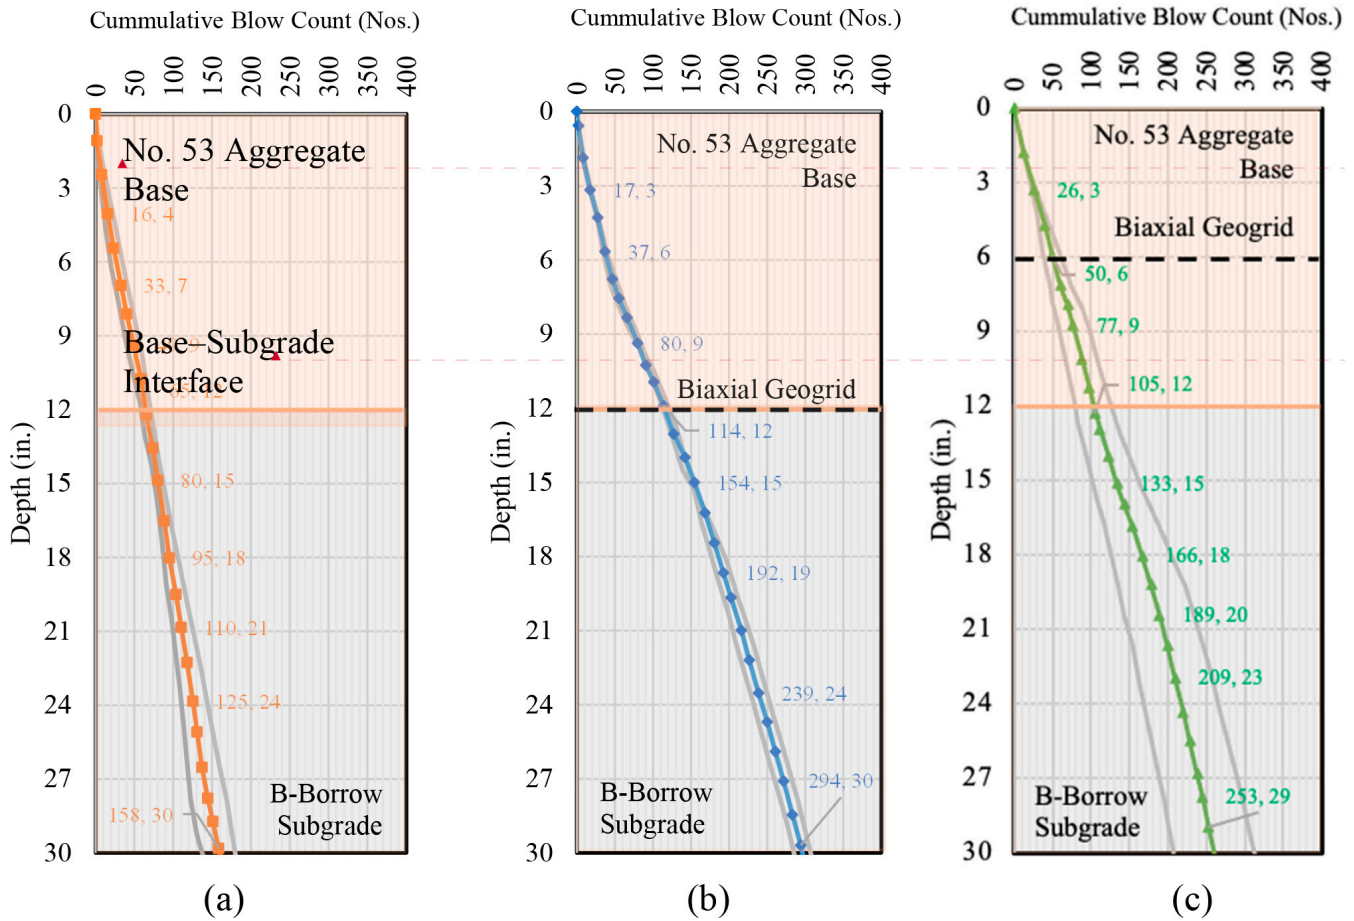 Cummulative Blow Count (Nos.)
0 50 100 150 200 250 300 350 400
0
3
6
9
12
15
18
21
24
27
30
Depth (in.)
No. 53 Aggregate
Base
16, 4
33, 7
Base–Subgrade
Interface
65, 12
80, 15
95, 18
110, 21
125, 24
158, 30
B-Borrow
Subgrade
(a)
Cummulative Blow Count (Nos.)
0 50 100 150 200 250 300 350 400
0
3
6
9
12
15
18
21
24
27
30
Depth (in.)
No. 53 Aggregate
Base
17, 3
37, 6
80, 9
Biaxial Geogrid
114, 12
154, 15
192, 19
239, 24
294, 30
B-Borrow
Subgrade
(b)
Cummulative Blow Count (Nos.)
0 50 100 150 200 250 300 350 400
0
3
6
9
12
15
18
21
24
27
30
Depth (in.)
No. 53 Aggregate
Base
26, 3
Biaxial Geogrid
50, 6
77, 9
105, 12
133, 15
166, 18
189, 20
209, 23
253, 29
B-Borrow
Subgrade
(c)